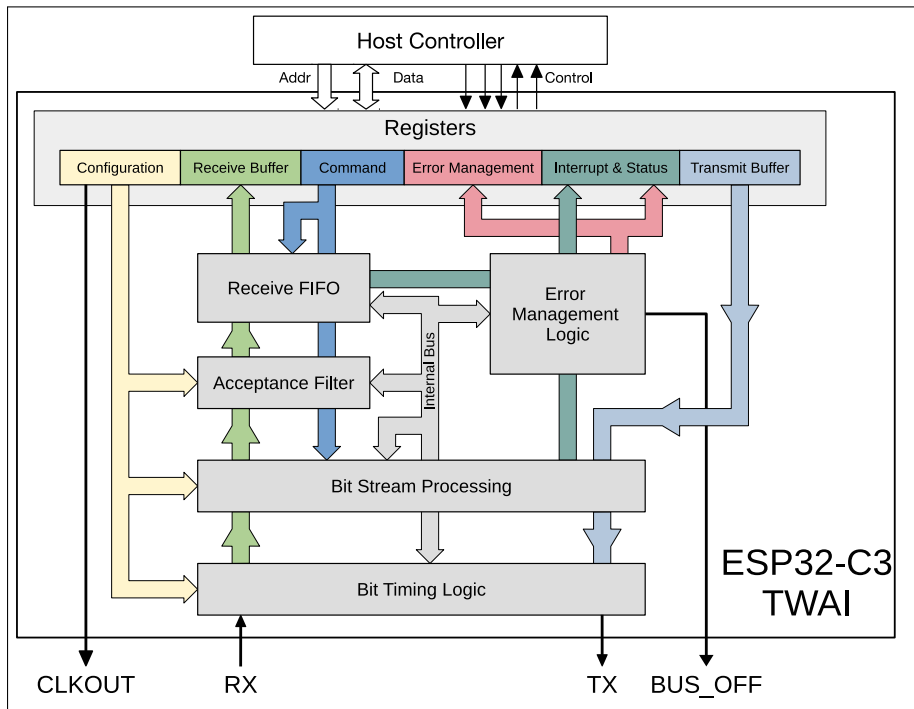 Host Controller
Addr
Data
Control
Registers
Configuration
Receive Buffer
Command
Error Management
Interrupt & Status
Transmit Buffer
Receive FIFO
Error
Management
Logic
Internal Bus
Acceptance Filter
Bit Stream Processing
Bit Timing Logic
ESP32-C3
TWAI
CLKOUT
RX
TX
BUS_OFF